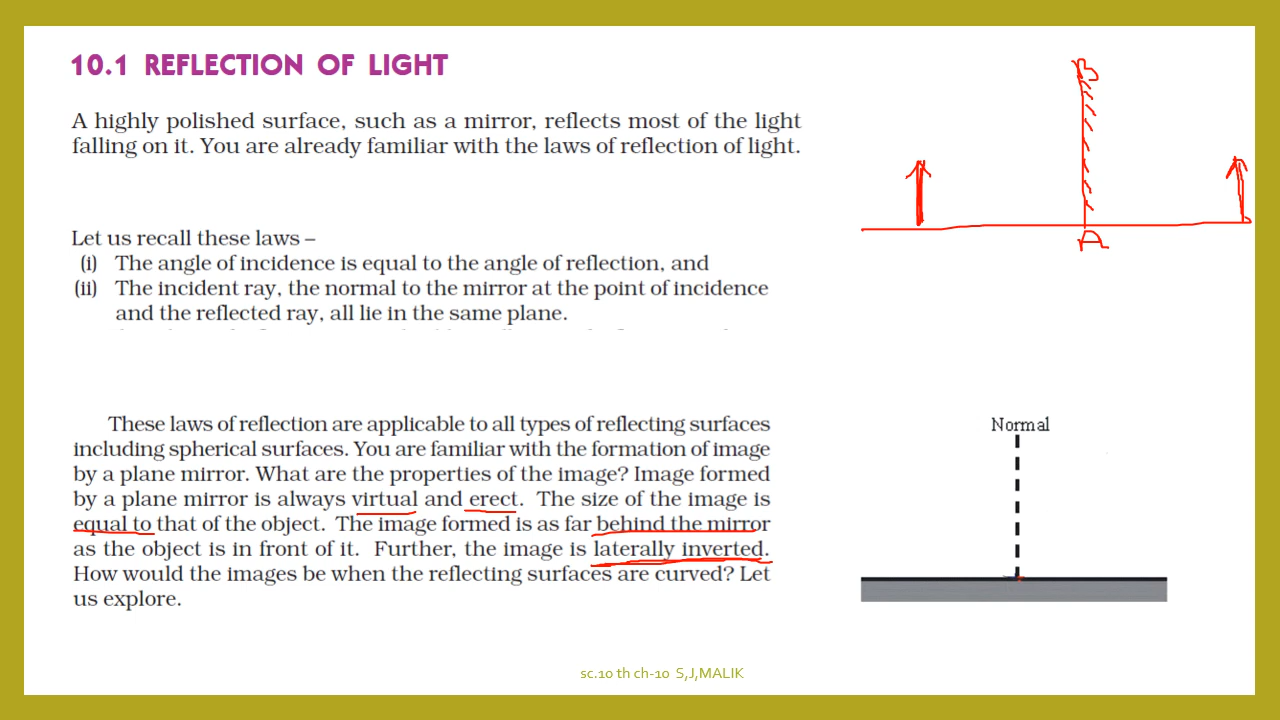 10.1 REFLECTION OF LIGHT
A highly polished surface, such as a mirror, reflects most of the light
falling on it. You are already familiar with the laws of reflection of light.
Let us recall these laws –
(i) The angle of incidence is equal to the angle of reflection, and
(ii) The incident ray, the normal to the mirror at the point of incidence
and the reflected ray, all lie in the same plane.
These laws of reflection are applicable to all types of reflecting surfaces
including spherical surfaces. You are familiar with the formation of image
by a plane mirror. What are the properties of the image? Image formed
by a plane mirror is always virtual and erect. The size of the image is
equal to that of the object. The image formed is as far behind the mirror
as the object is in front of it. Further, the image is laterally inverted.
How would the images be when the reflecting surfaces are curved? Let
us explore.
B
A
Normal
sc.10 th ch-10 S,J,MALIK